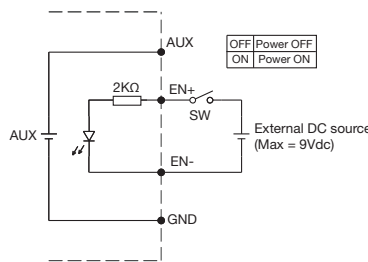 AUX
OFF Power OFF
ON Power ON
2KΩ
EN+
SW
AUX
External DC source
(Max = 9Vdc)
EN-
GND